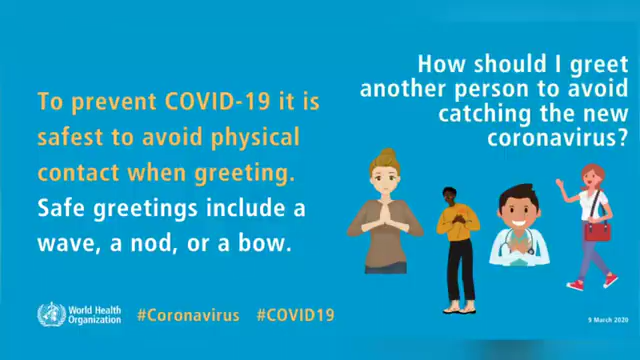 To prevent COVID-19 it is
safest to avoid physical
contact when greeting.
Safe greetings include a
wave, a nod, or a bow.
How should I greet
another person to avoid
catching the new
coronavirus?
World Health
Organization
#Coronavirus #COVID19
9 March 2020